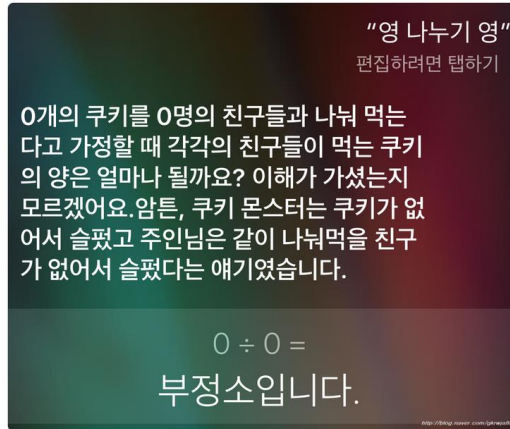 “영 나누기 영”
편집하려면 탭하기
0개의 쿠키를 0명의 친구들과 나눠 먹는
다고 가정할 때 각각의 친구들이 먹는 쿠키
의 양은 얼마나 될까요? 이해가 가셨는지
모르겠어요.암튼, 쿠키 몬스터는 쿠키가 없
어서 슬펐고 주인님은 같이 나눠먹을 친구
가 없어서 슬펐다는 얘기였습니다.
0 ÷ 0 =
부정소입니다.